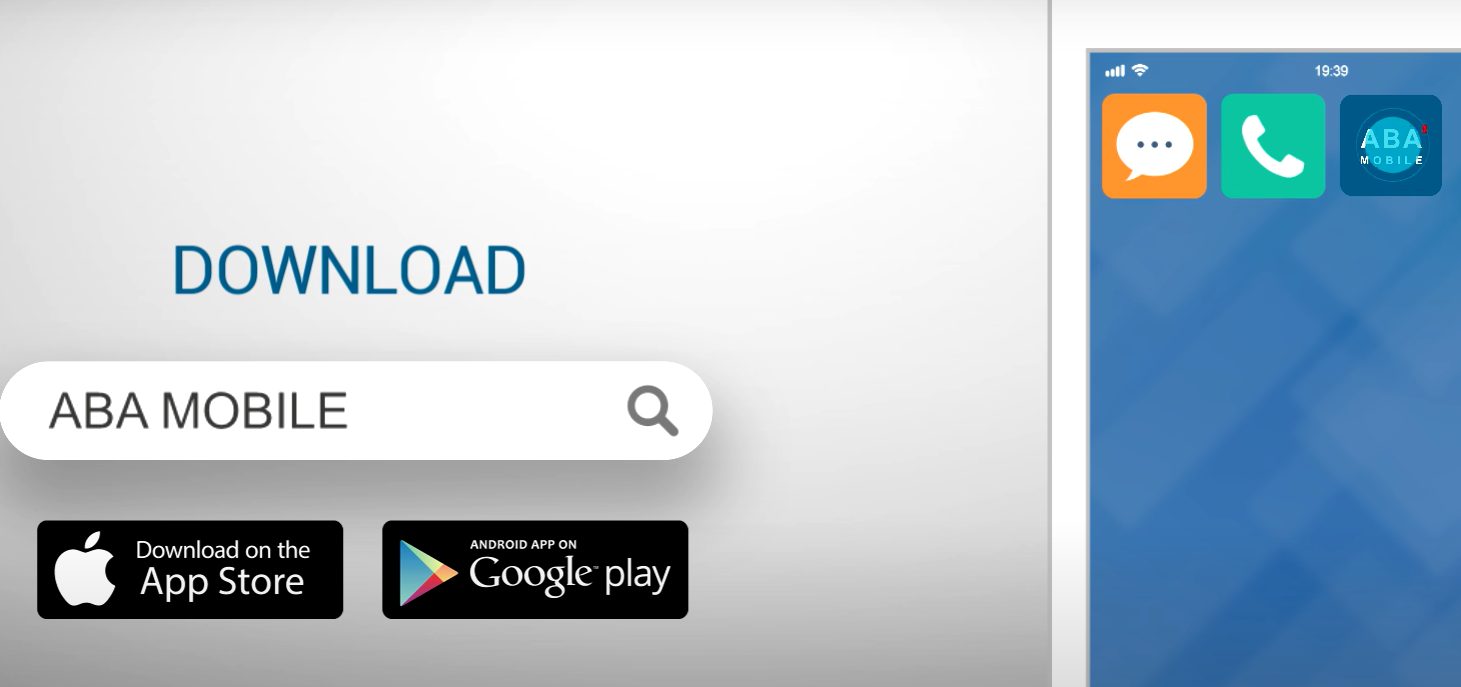 DOWNLOAD
ABA MOBILE
Download on the
App Store
ANDROID APP ON
Google play
19:39
ABA
MOBILE